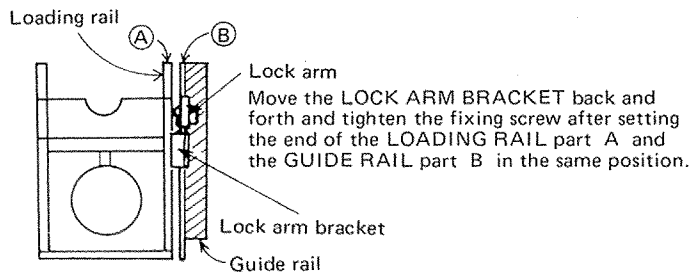 Loading rail
A
B
Lock arm
Move the LOCK ARM BRACKET back and
forth and tighten the fixing screw after setting
the end of the LOADING RAIL part A and
the GUIDE RAIL part B in the same position.
Lock arm bracket
Guide rail